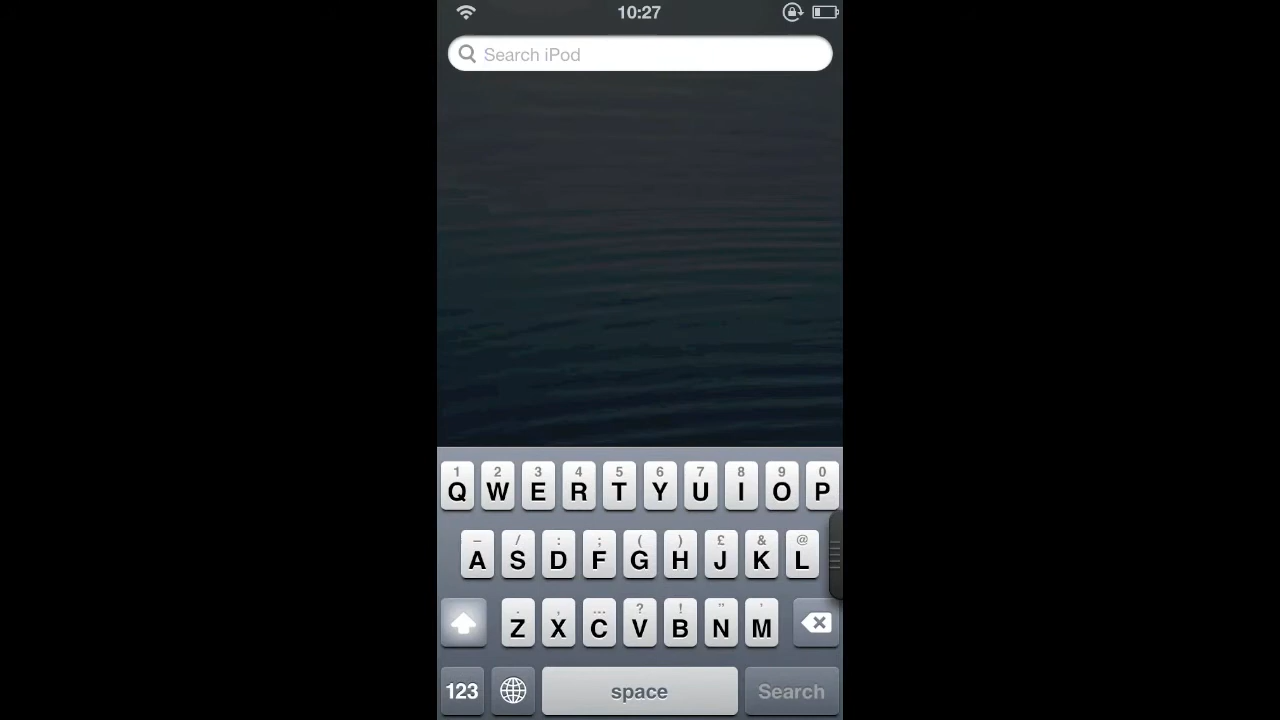 10:27
Search iPod
1 2 3 4 5 6 7 8 9 0
Q W E R T Y U I O P
– / : ; ( ) £ & @
A S D F G H J K L
. , ... ? ! " '
Z X C V B N M
123 space Search